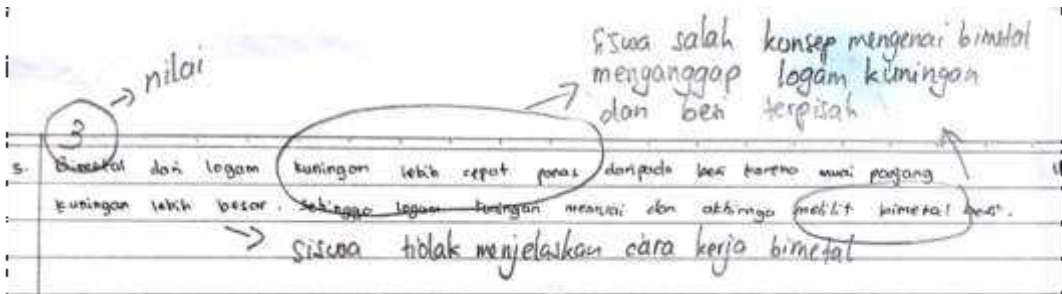 siswa salah konsep mengenai bimetal
menganggap logam kuningan
dan besi terpisah
→ nilai
3
5. Bimetal dari logam kuningan lebih cepat panas daripada besi karena muai panjang
kuningan lebih besar. Sehingga logam kuningan memuai dan akhirnya melilit bimetal besi.
→ siswa tidak menjelaskan cara kerja bimetal